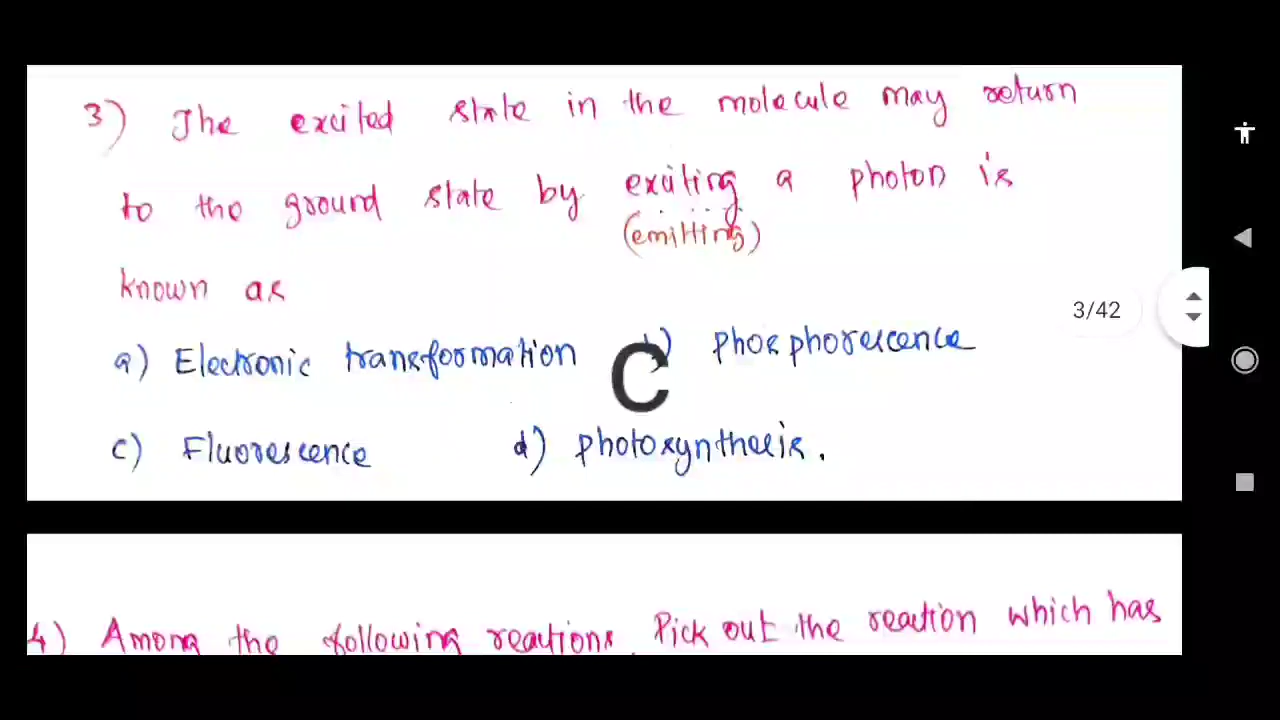 3) The excited state in the molecule may return
to the ground state by exciting a photon is
(emitting)
known as
3/42
a) Electronic transformation b) phosphorescence
C
c) Fluorescence d) photosynthesis.
4) Among the following reactions. Pick out the reaction which has